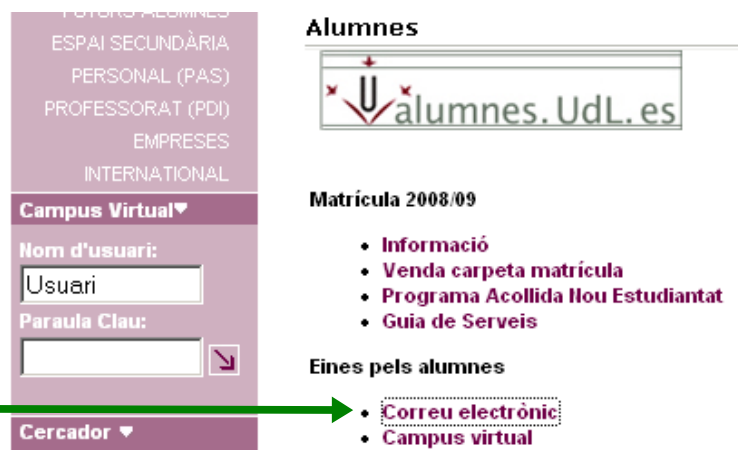 FUTURS ALUMNES
ESPAI SECUNDÀRIA
PERSONAL (PAS)
PROFESSORAT (PDI)
EMPRESES
INTERNATIONAL
Campus Virtual
Nom d'usuari:
Usuari
Paraula Clau:
Cercador
Alumnes
alumnes.UdL.es
Matrícula 2008/09
Informació
Venda carpeta matrícula
Programa Acollida Nou Estudiantat
Guia de Serveis
Eines pels alumnes
Correu electrònic
Campus virtual